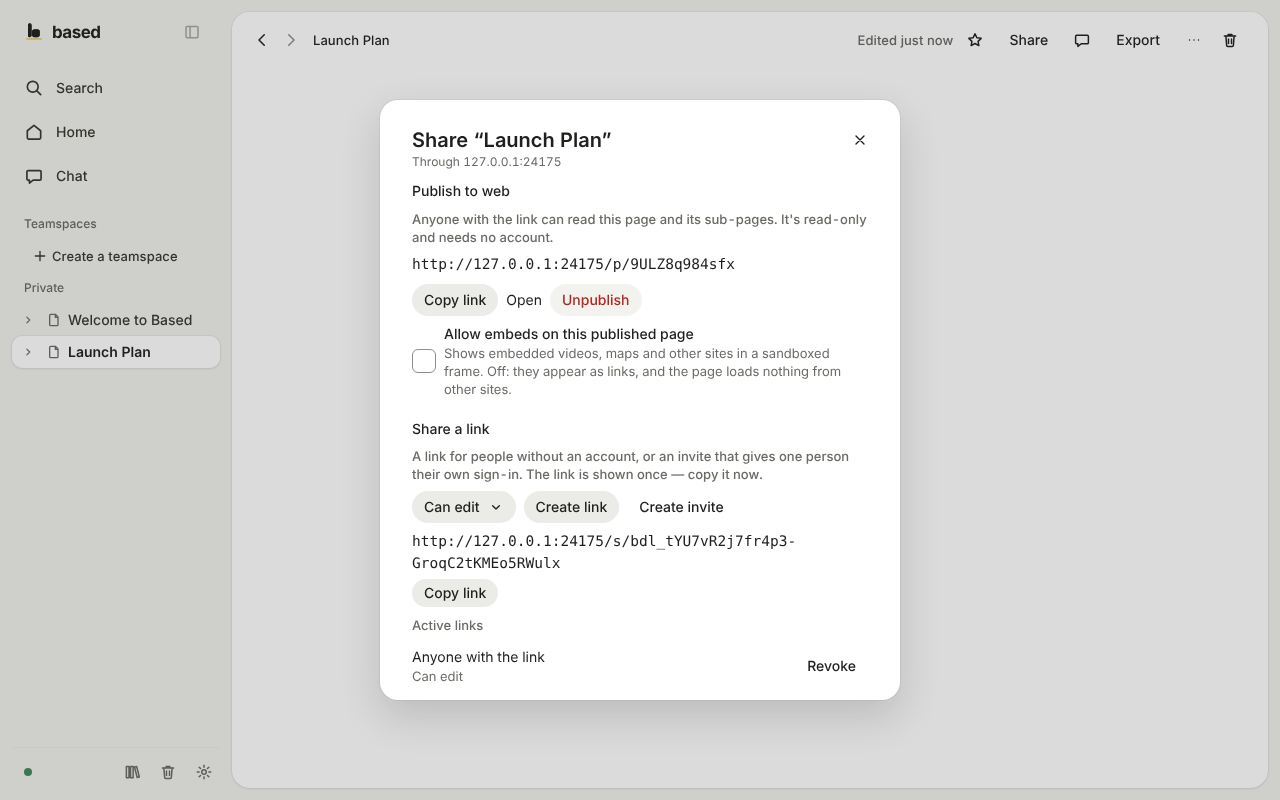 based
Search
Home
Chat
Teamspaces
Create a teamspace
Private
Welcome to Based
Launch Plan
Launch Plan
Edited just now
Share
Export
Share “Launch Plan”
Through 127.0.0.1:24175
Publish to web
Anyone with the link can read this page and its sub-pages. It's read-only
and needs no account.
http://127.0.0.1:24175/p/9ULZ8q984sfx
Copy link
Open
Unpublish
Allow embeds on this published page
Shows embedded videos, maps and other sites in a sandboxed
frame. Off: they appear as links, and the page loads nothing from
other sites.
Share a link
A link for people without an account, or an invite that gives one person
their own sign-in. The link is shown once — copy it now.
Can edit
Create link
Create invite
http://127.0.0.1:24175/s/bdl_tYU7vR2j7fr4p3-
GroqC2tKMEo5RWulx
Copy link
Active links
Anyone with the link
Can edit
Revoke